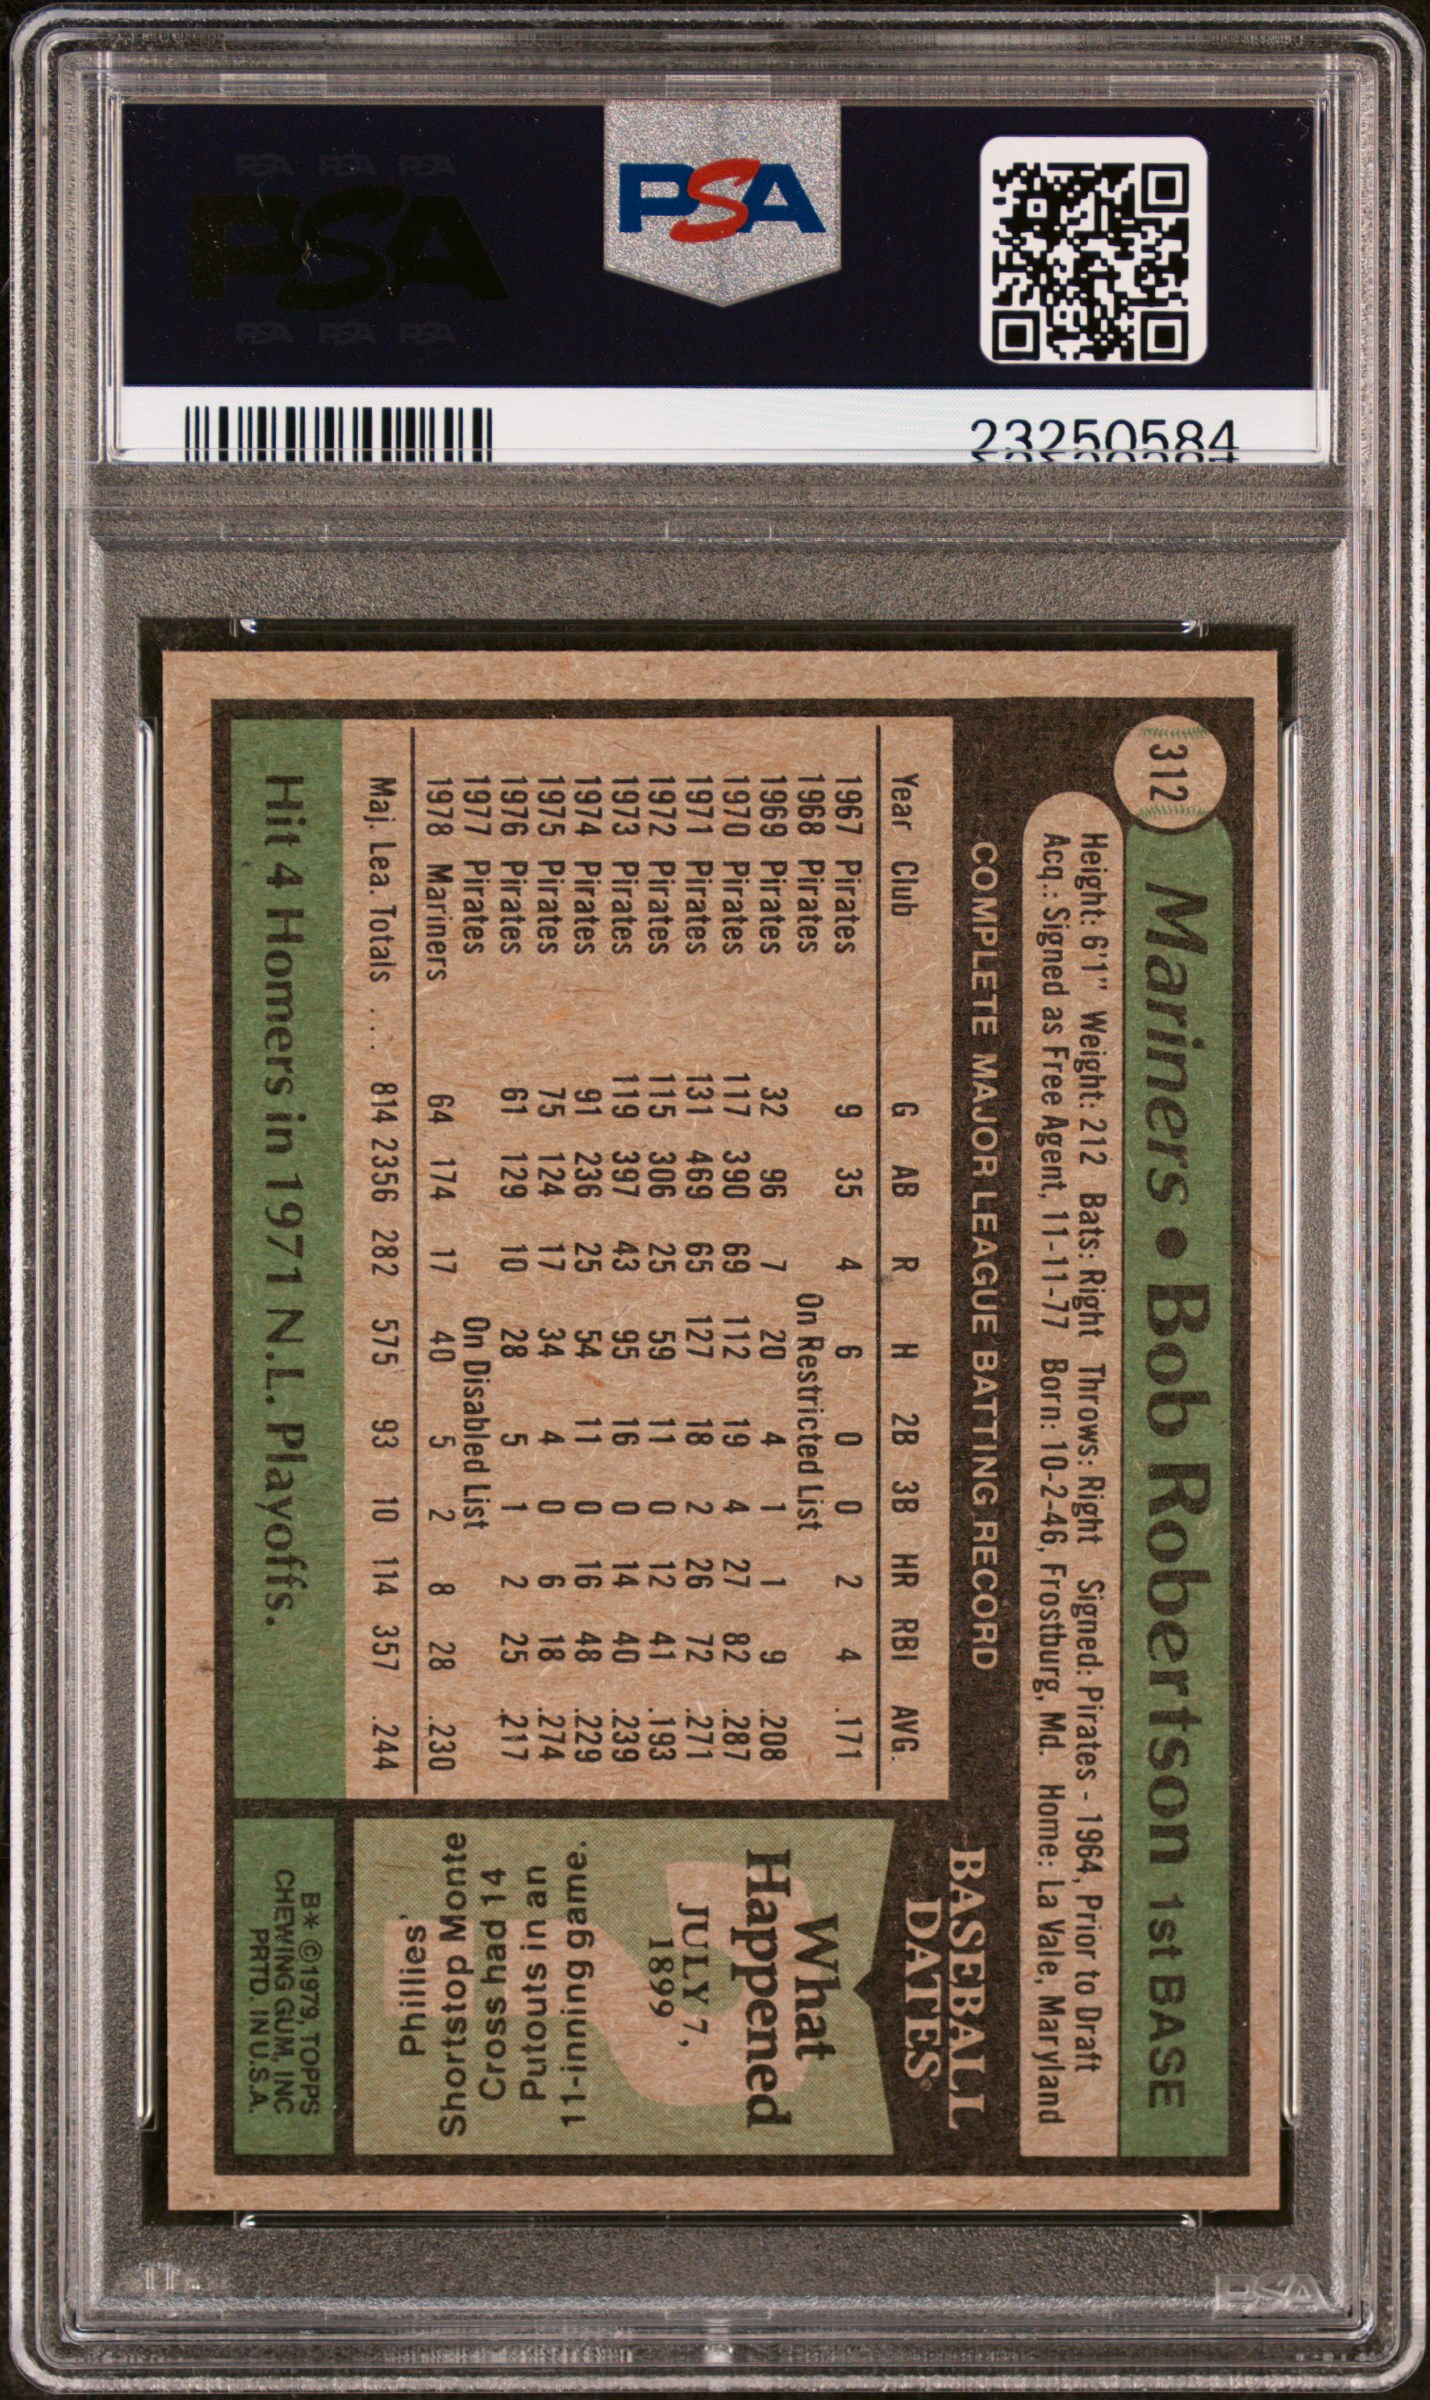 PSA PSA PSA
PSA
PSA PSA PSA
PSA
23250584
312
Mariners • Bob Robertson 1st BASE
Height: 6'1" Weight: 212 Bats: Right Throws: Right Signed: Pirates - 1964, Prior to Draft
Acq.: Signed as Free Agent, 11-11-77 Born: 10-2-46, Frostburg, Md. Home: La Vale, Maryland
COMPLETE MAJOR LEAGUE BATTING RECORD
Year Club G AB R H 2B 3B HR RBI AVG.
1967 Pirates 9 35 4 6 0 0 2 4 .171
1968 Pirates On Restricted List
1969 Pirates 32 96 7 20 4 1 1 9 .208
1970 Pirates 117 390 69 112 19 4 27 82 .287
1971 Pirates 131 469 65 127 18 2 26 72 .271
1972 Pirates 115 306 25 59 11 0 12 41 .193
1973 Pirates 119 397 43 95 16 0 14 40 .239
1974 Pirates 91 236 25 54 11 0 16 48 .229
1975 Pirates 75 124 17 34 4 0 6 18 .274
1976 Pirates 61 129 10 28 5 1 2 25 .217
1977 Pirates On Disabled List
1978 Mariners 64 174 17 40 5 2 8 28 .230
Maj. Lea. Totals .... 814 2356 282 575 93 10 114 357 .244
Hit 4 Homers in 1971 N.L. Playoffs.
BASEBALL
DATES
What
Happened
JULY 7,
1899
Phillies'
Shortstop Monte
Cross had 14
Putouts in an
11-inning game.
B* ©1979, TOPPS
CHEWING GUM, INC
PRTD. IN U.S.A.
PSA